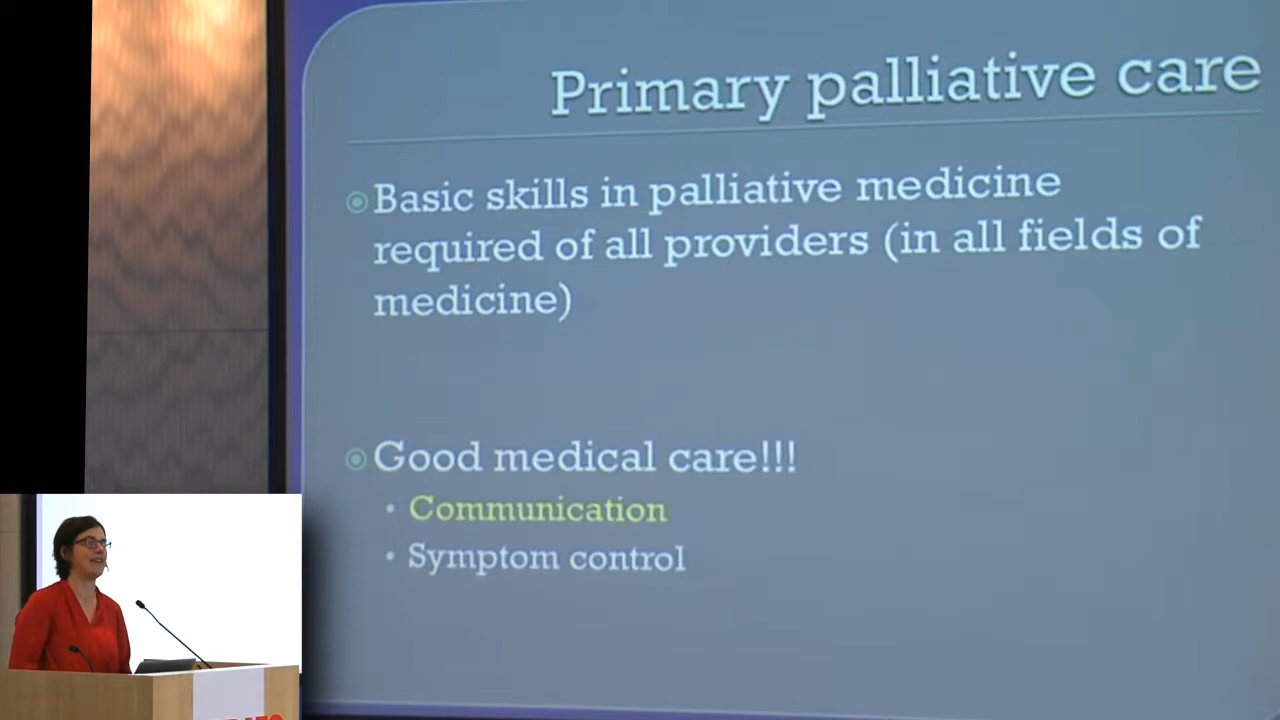 Primary palliative care
Basic skills in palliative medicine
required of all providers (in all fields of
medicine)
Good medical care!!!
Communication
Symptom control